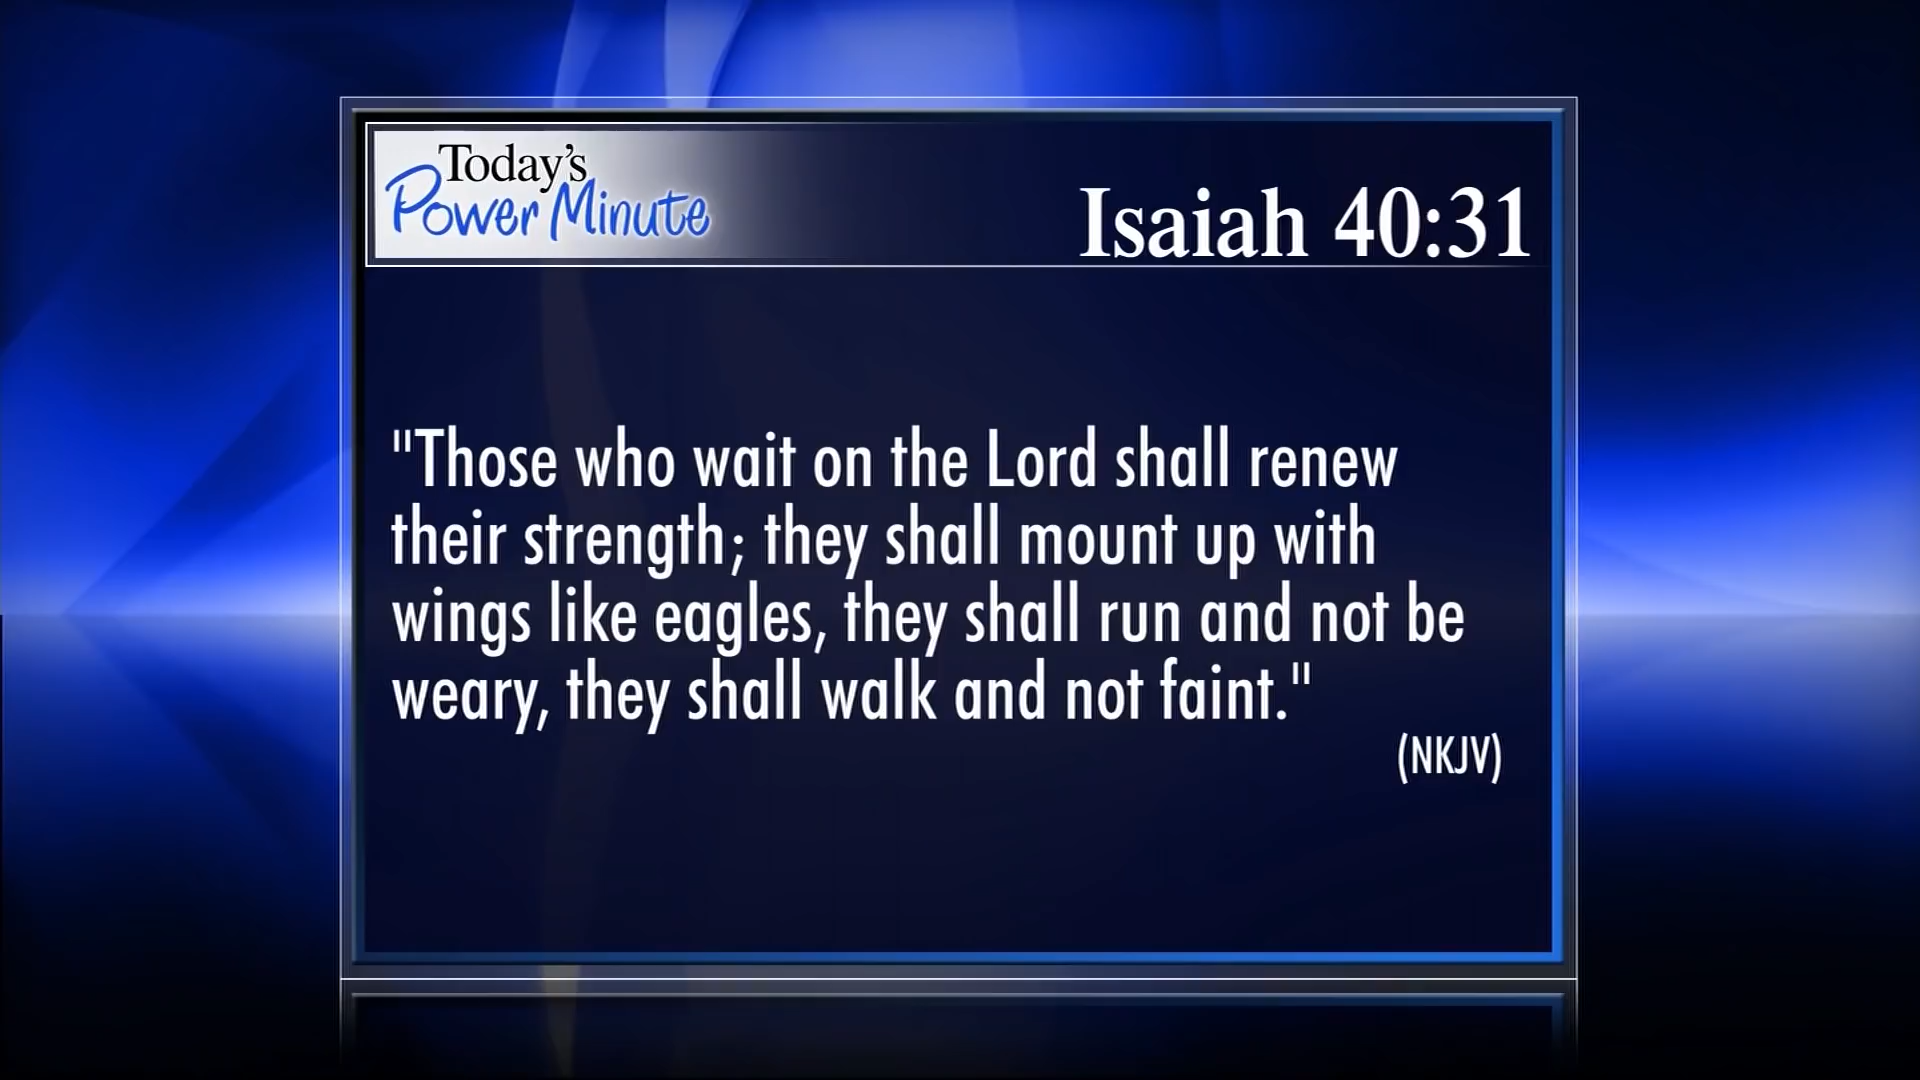 Today's
Power Minute
Isaiah 40:31
"Those who wait on the Lord shall renew
their strength; they shall mount up with
wings like eagles, they shall run and not be
weary, they shall walk and not faint."
(NKJV)